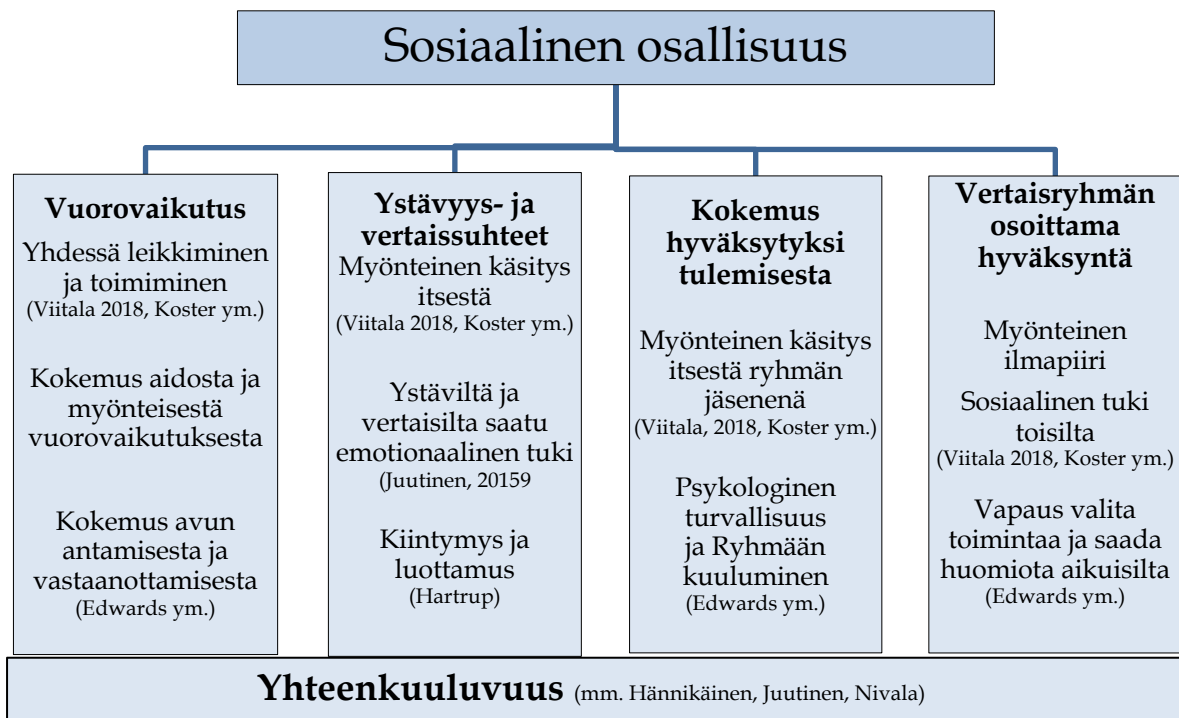 Sosiaalinen osallisuus
Vuorovaikutus
Yhdessä leikkiminen
ja toimiminen
(Viitala 2018, Koster ym.)
Kokemus aidosta ja
myönteisestä
vuorovaikutuksesta
Kokemus avun
antamisesta ja
vastaanottamisesta
(Edwards ym.)
Ystävyys- ja
vertaissuhteet
Myönteinen käsitys
itsestä
(Viitala 2018, Koster ym.)
Ystäviltä ja
vertaisilta saatu
emotionaalinen tuki
(Juutinen, 20159
Kiintymys ja
luottamus
(Hartrup)
Kokemus
hyväksytyksi
tulemisesta
Myönteinen käsitys
itsestä ryhmän
jäsenenä
(Viitala, 2018, Koster ym.)
Psykologinen
turvallisuus
ja Ryhmään
kuuluminen
(Edwards ym.)
Vertaisryhmän
osoittama
hyväksyntä
Myönteinen
ilmapiiri
Sosiaalinen tuki
toisilta
(Viitala 2018, Koster ym.)
Vapaus valita
toimintaa ja saada
huomiota aikuisilta
(Edwards ym.)
Yhteenkuuluvuus (mm. Hännikäinen, Juutinen, Nivala)